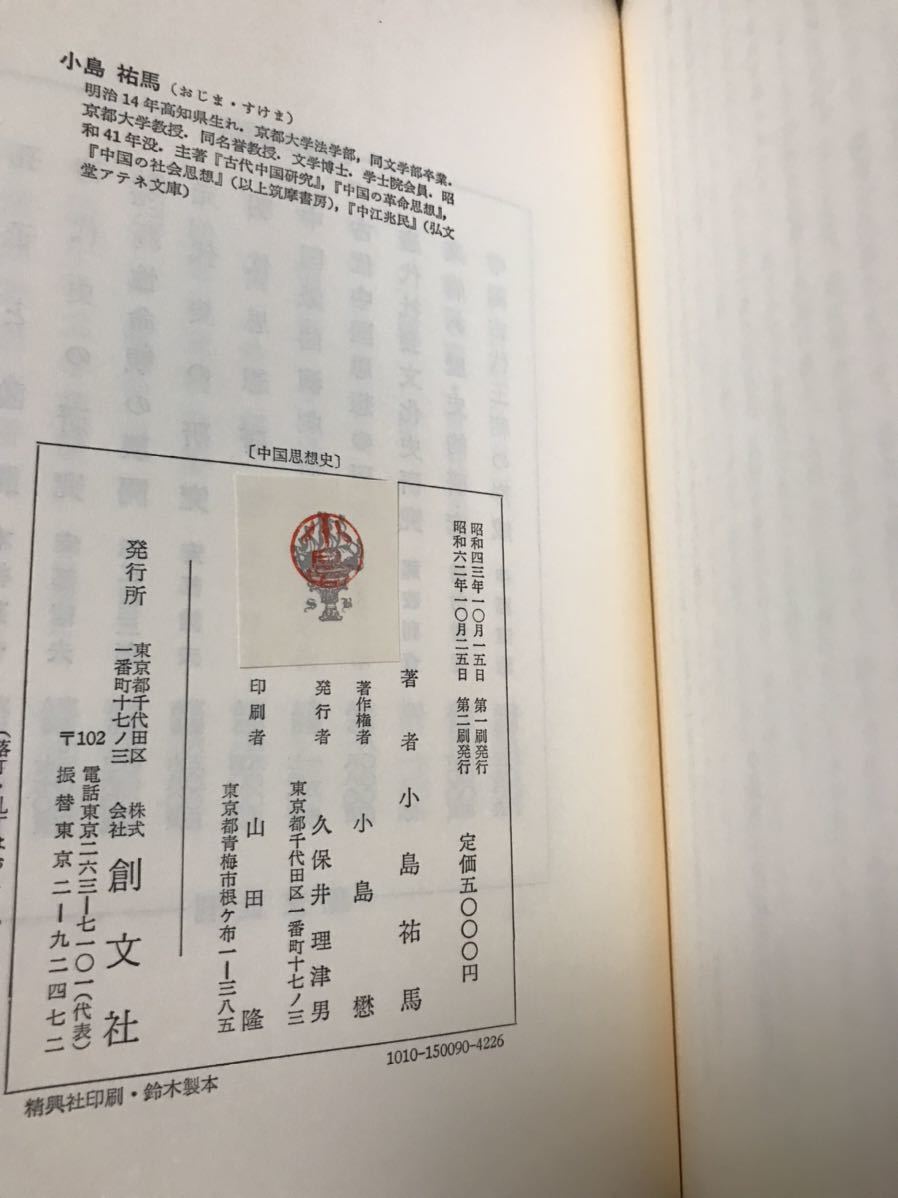 小島 祐馬（おじま・すけま）
明治14年高知県生れ．京都大学法学部，同文学部卒業．
京都大学教授．同名誉教授．文学博士．学士院会員．昭
和41年没．主著『古代中国研究』，『中国の革命思想』，
『中国の社会思想』（以上筑摩書房），『中江兆民』（弘文
堂アテネ文庫）
〔中国思想史〕
昭和四三年一〇月一五日　第一刷発行
昭和六二年一〇月二五日　第二刷発行
定価五〇〇〇円
著者　小島祐馬
著作権者　小島懋
発行者　久保井理津男
東京都千代田区一番町十七ノ三
印刷者　山田隆
東京都青梅市根ケ布一ー三八五
小島
S B
発行所　東京都千代田区
一番町十七ノ三
株式会社 創文社
〒102　電話東京二六三ー七一〇一（代表）
振替東京二ー九二四七二
1010-150090-4226
精興社印刷・鈴木製本